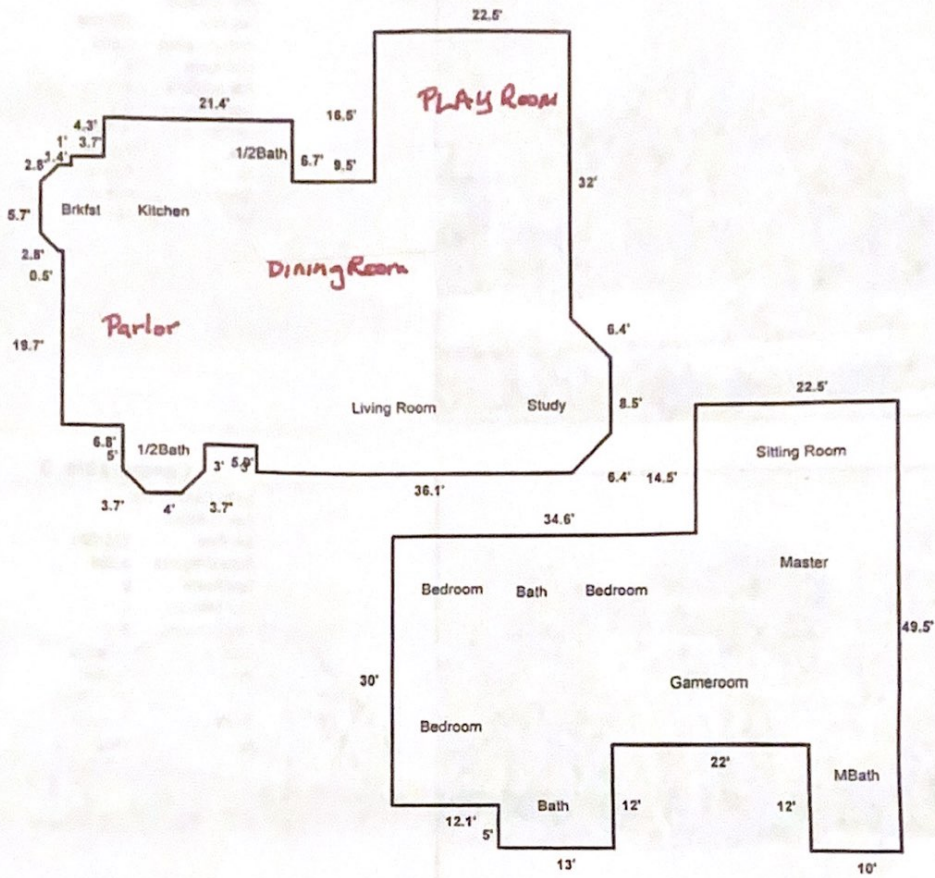 22.5'
PLAY Room
16.5'
21.4'
4.3'
1' 3.7'
1/2Bath 6.7' 9.5'
2.8'
32'
5.7' Brkfst Kitchen
2.8'
0.5'
Dining Room
Parlor
19.7'
6.4'
Living Room Study 8.5'
6.8'
5' 1/2Bath
3'
3.7' 4' 3.7'
36.1'
6.4'
22.5'
Sitting Room
14.5'
34.6'
Master
Bedroom Bath Bedroom
49.5'
30'
Gameroom
Bedroom
22'
MBath
12.1' 5' Bath 12' 12'
13' 10'